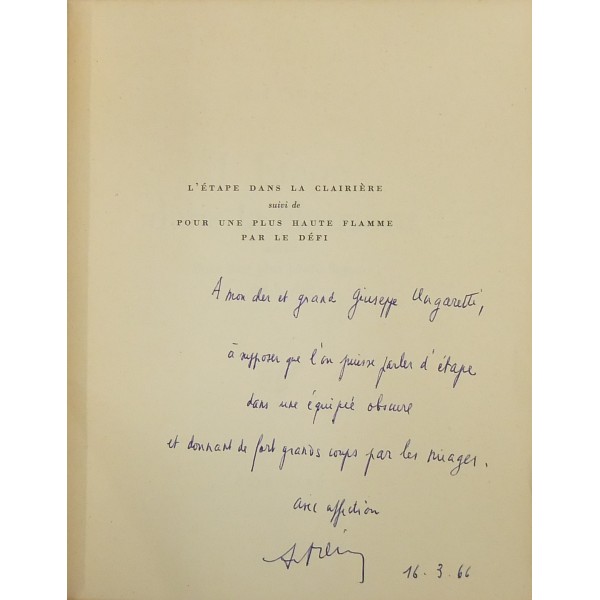 L'ÉTAPE DANS LA CLAIRIÈRE
suivi de
POUR UNE PLUS HAUTE FLAMME
PAR LE DÉFI
A mon cher et grand Giuseppe Ungaretti,
à supposer que l'on puisse parler d'étape
dans une équipée obscure
et donnant de fort grands coups par les nuages.
avec affection
16.3.66